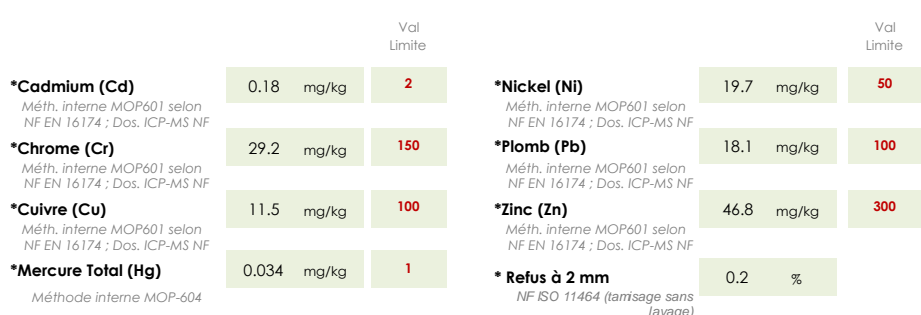 Val
Limite
*Cadmium (Cd) 0.18 mg/kg 2
Méth. interne MOP601 selon
NF EN 16174 ; Dos. ICP-MS NF
*Chrome (Cr) 29.2 mg/kg 150
Méth. interne MOP601 selon
NF EN 16174 ; Dos. ICP-MS NF
*Cuivre (Cu) 11.5 mg/kg 100
Méth. interne MOP601 selon
NF EN 16174 ; Dos. ICP-MS NF
*Mercure Total (Hg) 0.034 mg/kg 1
Méthode interne MOP-604
Val
Limite
*Nickel (Ni) 19.7 mg/kg 50
Méth. interne MOP601 selon
NF EN 16174 ; Dos. ICP-MS NF
*Plomb (Pb) 18.1 mg/kg 100
Méth. interne MOP601 selon
NF EN 16174 ; Dos. ICP-MS NF
*Zinc (Zn) 46.8 mg/kg 300
Méth. interne MOP601 selon
NF EN 16174 ; Dos. ICP-MS NF
* Refus à 2 mm 0.2 %
NF ISO 11464 (tamisage sans
lavage)